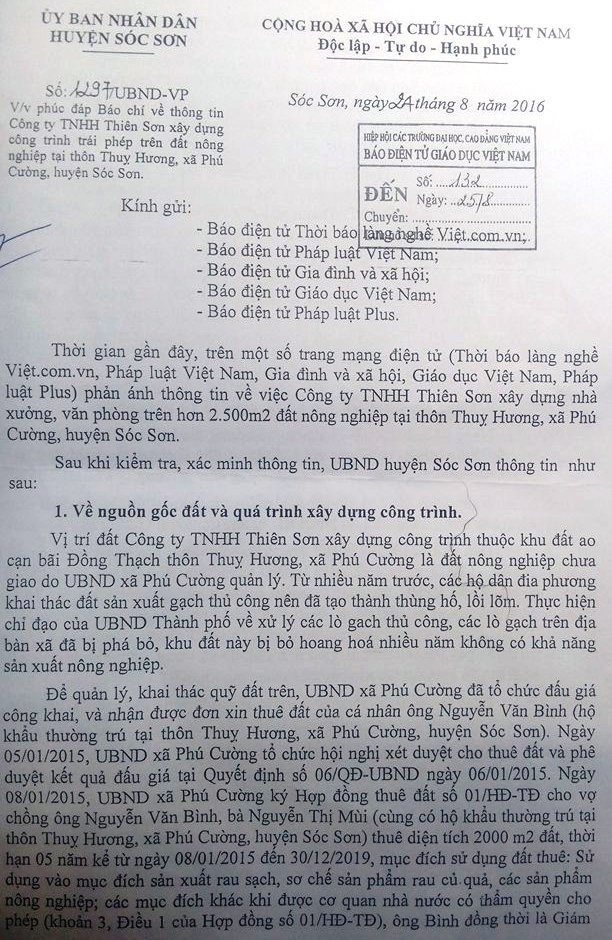 ỦY BAN NHÂN DÂN
HUYỆN SÓC SƠN
CỘNG HOÀ XÃ HỘI CHỦ NGHĨA VIỆT NAM
Độc lập - Tự do - Hạnh phúc
Số: 1297/UBND-VP
V/v phúc đáp Báo chí về thông tin
Công ty TNHH Thiên Sơn xây dựng
công trình trái phép trên đất nông
nghiệp tại thôn Thuỵ Hương, xã Phú
Cường, huyện Sóc Sơn.
Sóc Sơn, ngày 24 tháng 8 năm 2016
HIỆP HỘI CÁC TRƯỜNG ĐẠI HỌC, CAO ĐẲNG VIỆT NAM
BÁO ĐIỆN TỬ GIÁO DỤC VIỆT NAM
ĐẾN
Số: ....132..............
Ngày: ..25/8............
Chuyển: ..............................
Kính gửi:
- Báo điện tử Thời báo làng nghề Việt.com.vn;
- Báo điện tử Pháp luật Việt Nam;
- Báo điện tử Gia đình và xã hội;
- Báo điện tử Giáo dục Việt Nam;
- Báo điện tử Pháp luật Plus.
Thời gian gần đây, trên một số trang mạng điện tử (Thời báo làng nghề
Việt.com.vn, Pháp luật Việt Nam, Gia đình và xã hội, Giáo dục Việt Nam, Pháp
luật Plus) phản ánh thông tin về việc Công ty TNHH Thiên Sơn xây dựng nhà
xưởng, văn phòng trên hơn 2.500m2 đất nông nghiệp tại thôn Thuỵ Hương, xã Phú
Cường, huyện Sóc Sơn.
Sau khi kiểm tra, xác minh thông tin, UBND huyện Sóc Sơn thông tin như
sau:
1. Về nguồn gốc đất và quá trình xây dựng công trình.
Vị trí đất Công ty TNHH Thiên Sơn xây dựng công trình thuộc khu đất ao
cạn bãi Đồng Thạch thôn Thuỵ Hương, xã Phú Cường là đất nông nghiệp chưa
giao do UBND xã Phú Cường quản lý. Từ nhiều năm trước, các hộ dân đia phương
khai thác đất sản xuất gạch thủ công nên đã tạo thành thùng hố, lồi lõm. Thực hiện
chỉ đạo của UBND Thành phố về xử lý các lò gach thủ công, các lò gạch trên địa
bàn xã đã bị phá bỏ, khu đất này bị bỏ hoang hoá nhiều năm không có khả năng
sản xuất nông nghiệp.
Để quản lý, khai thác quỹ đất trên, UBND xã Phú Cường đã tổ chức đấu giá
công khai, và nhận được đơn xin thuê đất của cá nhân ông Nguyễn Văn Bình (hộ
khẩu thường trú tại thôn Thuỵ Hương, xã Phú Cường, huyện Sóc Sơn). Ngày
05/01/2015, UBND xã Phú Cường tổ chức hội nghị xét duyệt cho thuê đất và phê
duyệt kết quả đấu giá tại Quyết định số 06/QĐ-UBND ngày 06/01/2015. Ngày
08/01/2015, UBND xã Phú Cường ký Hợp đồng thuê đất số 01/HĐ-TĐ cho vợ
chồng ông Nguyễn Văn Bình, bà Nguyễn Thị Mùi (cùng có hộ khẩu thường trú tại
thôn Thuỵ Hương, xã Phú Cường, huyện Sóc Sơn) thuê diện tích 2000 m2 đất, thời
hạn 05 năm kể từ ngày 08/01/2015 đến 30/12/2019, mục đích sử dụng đất thuê: Sử
dụng vào mục đích sản xuất rau sạch, sơ chế sản phẩm rau củ quả, các sản phẩm
nông nghiệp; các mục đích khác khi được cơ quan nhà nước có thẩm quyền cho
phép (khoản 3, Điều 1 của Hợp đồng số 01/HĐ-TĐ), ông Bình đồng thời là Giám